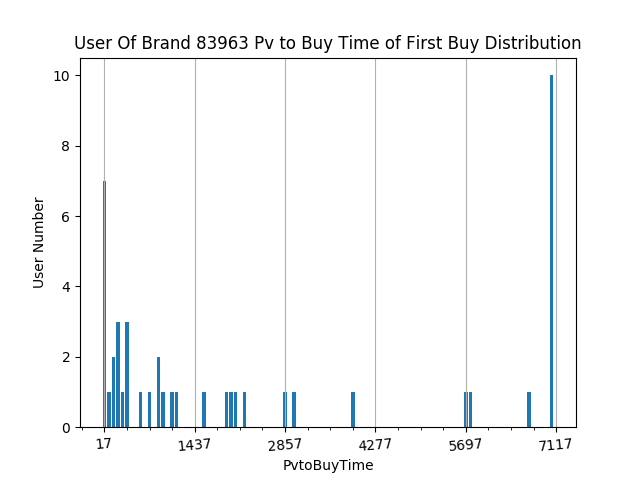 User Of Brand 83963 Pv to Buy Time of First Buy Distribution
10
8
6
4
2
0
User Number
17 1437 2857 4277 5697 7117
PvtoBuyTime